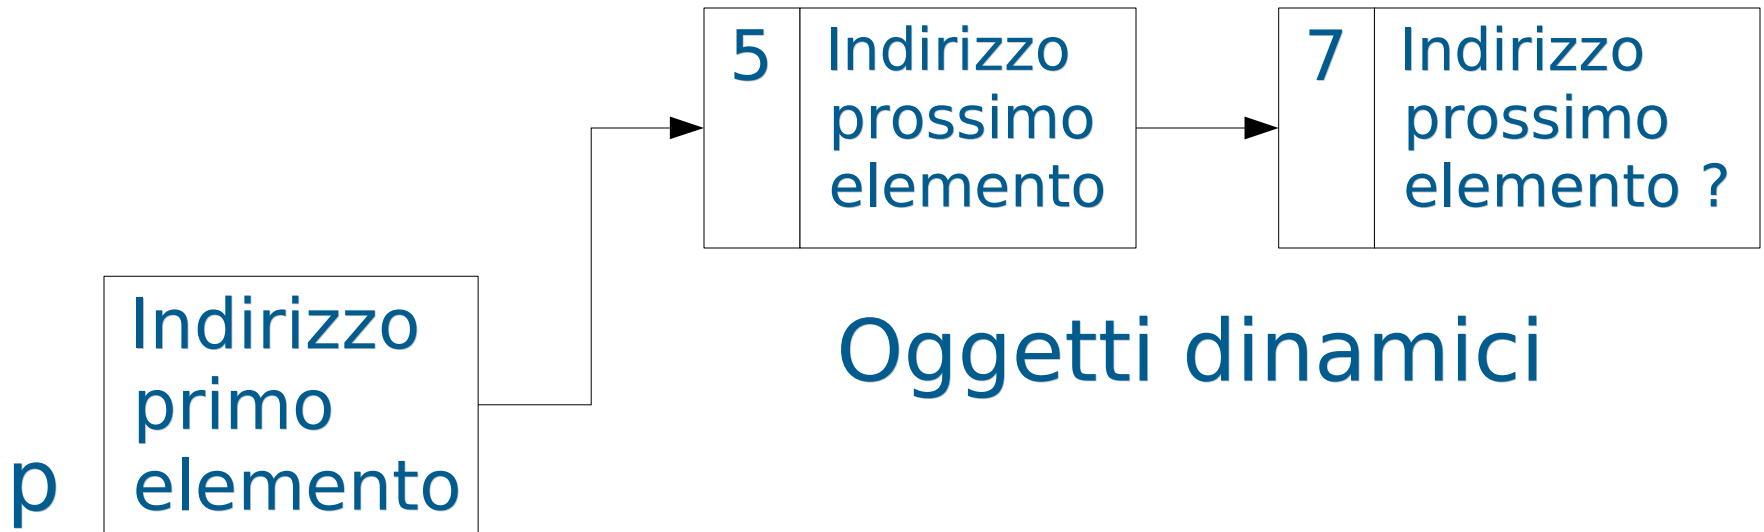 5
Indirizzo
prossimo
elemento
7
Indirizzo
prossimo
elemento ?
Oggetti dinamici
p
Indirizzo
primo
elemento